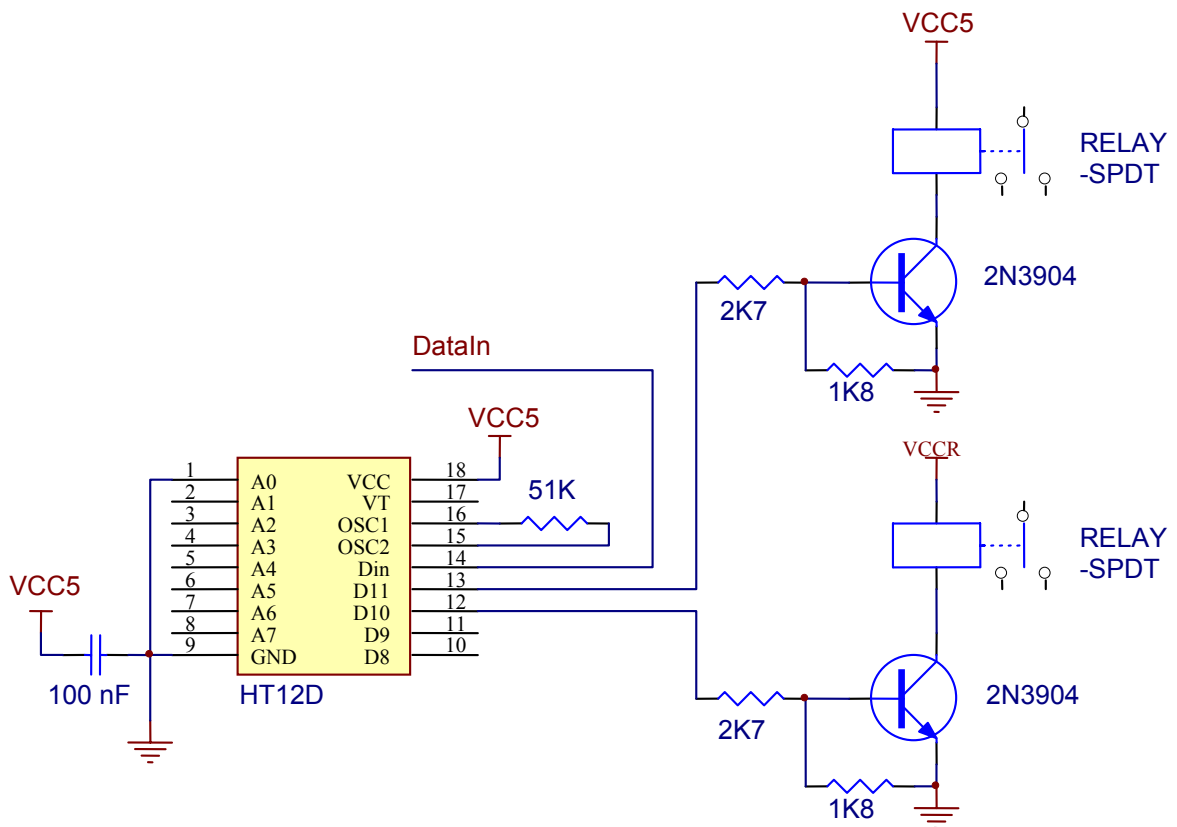 VCC5
RELAY
-SPDT
2N3904
2K7
1K8
DataIn
VCC5
VCCR
51K
RELAY
-SPDT
1 A0 VCC 18
2 A1 VT 17
3 A2 OSC1 16
4 A3 OSC2 15
5 A4 Din 14
6 A5 D11 13
7 A6 D10 12
8 A7 D9 11
9 GND D8 10
VCC5
100 nF
HT12D
2N3904
2K7
1K8